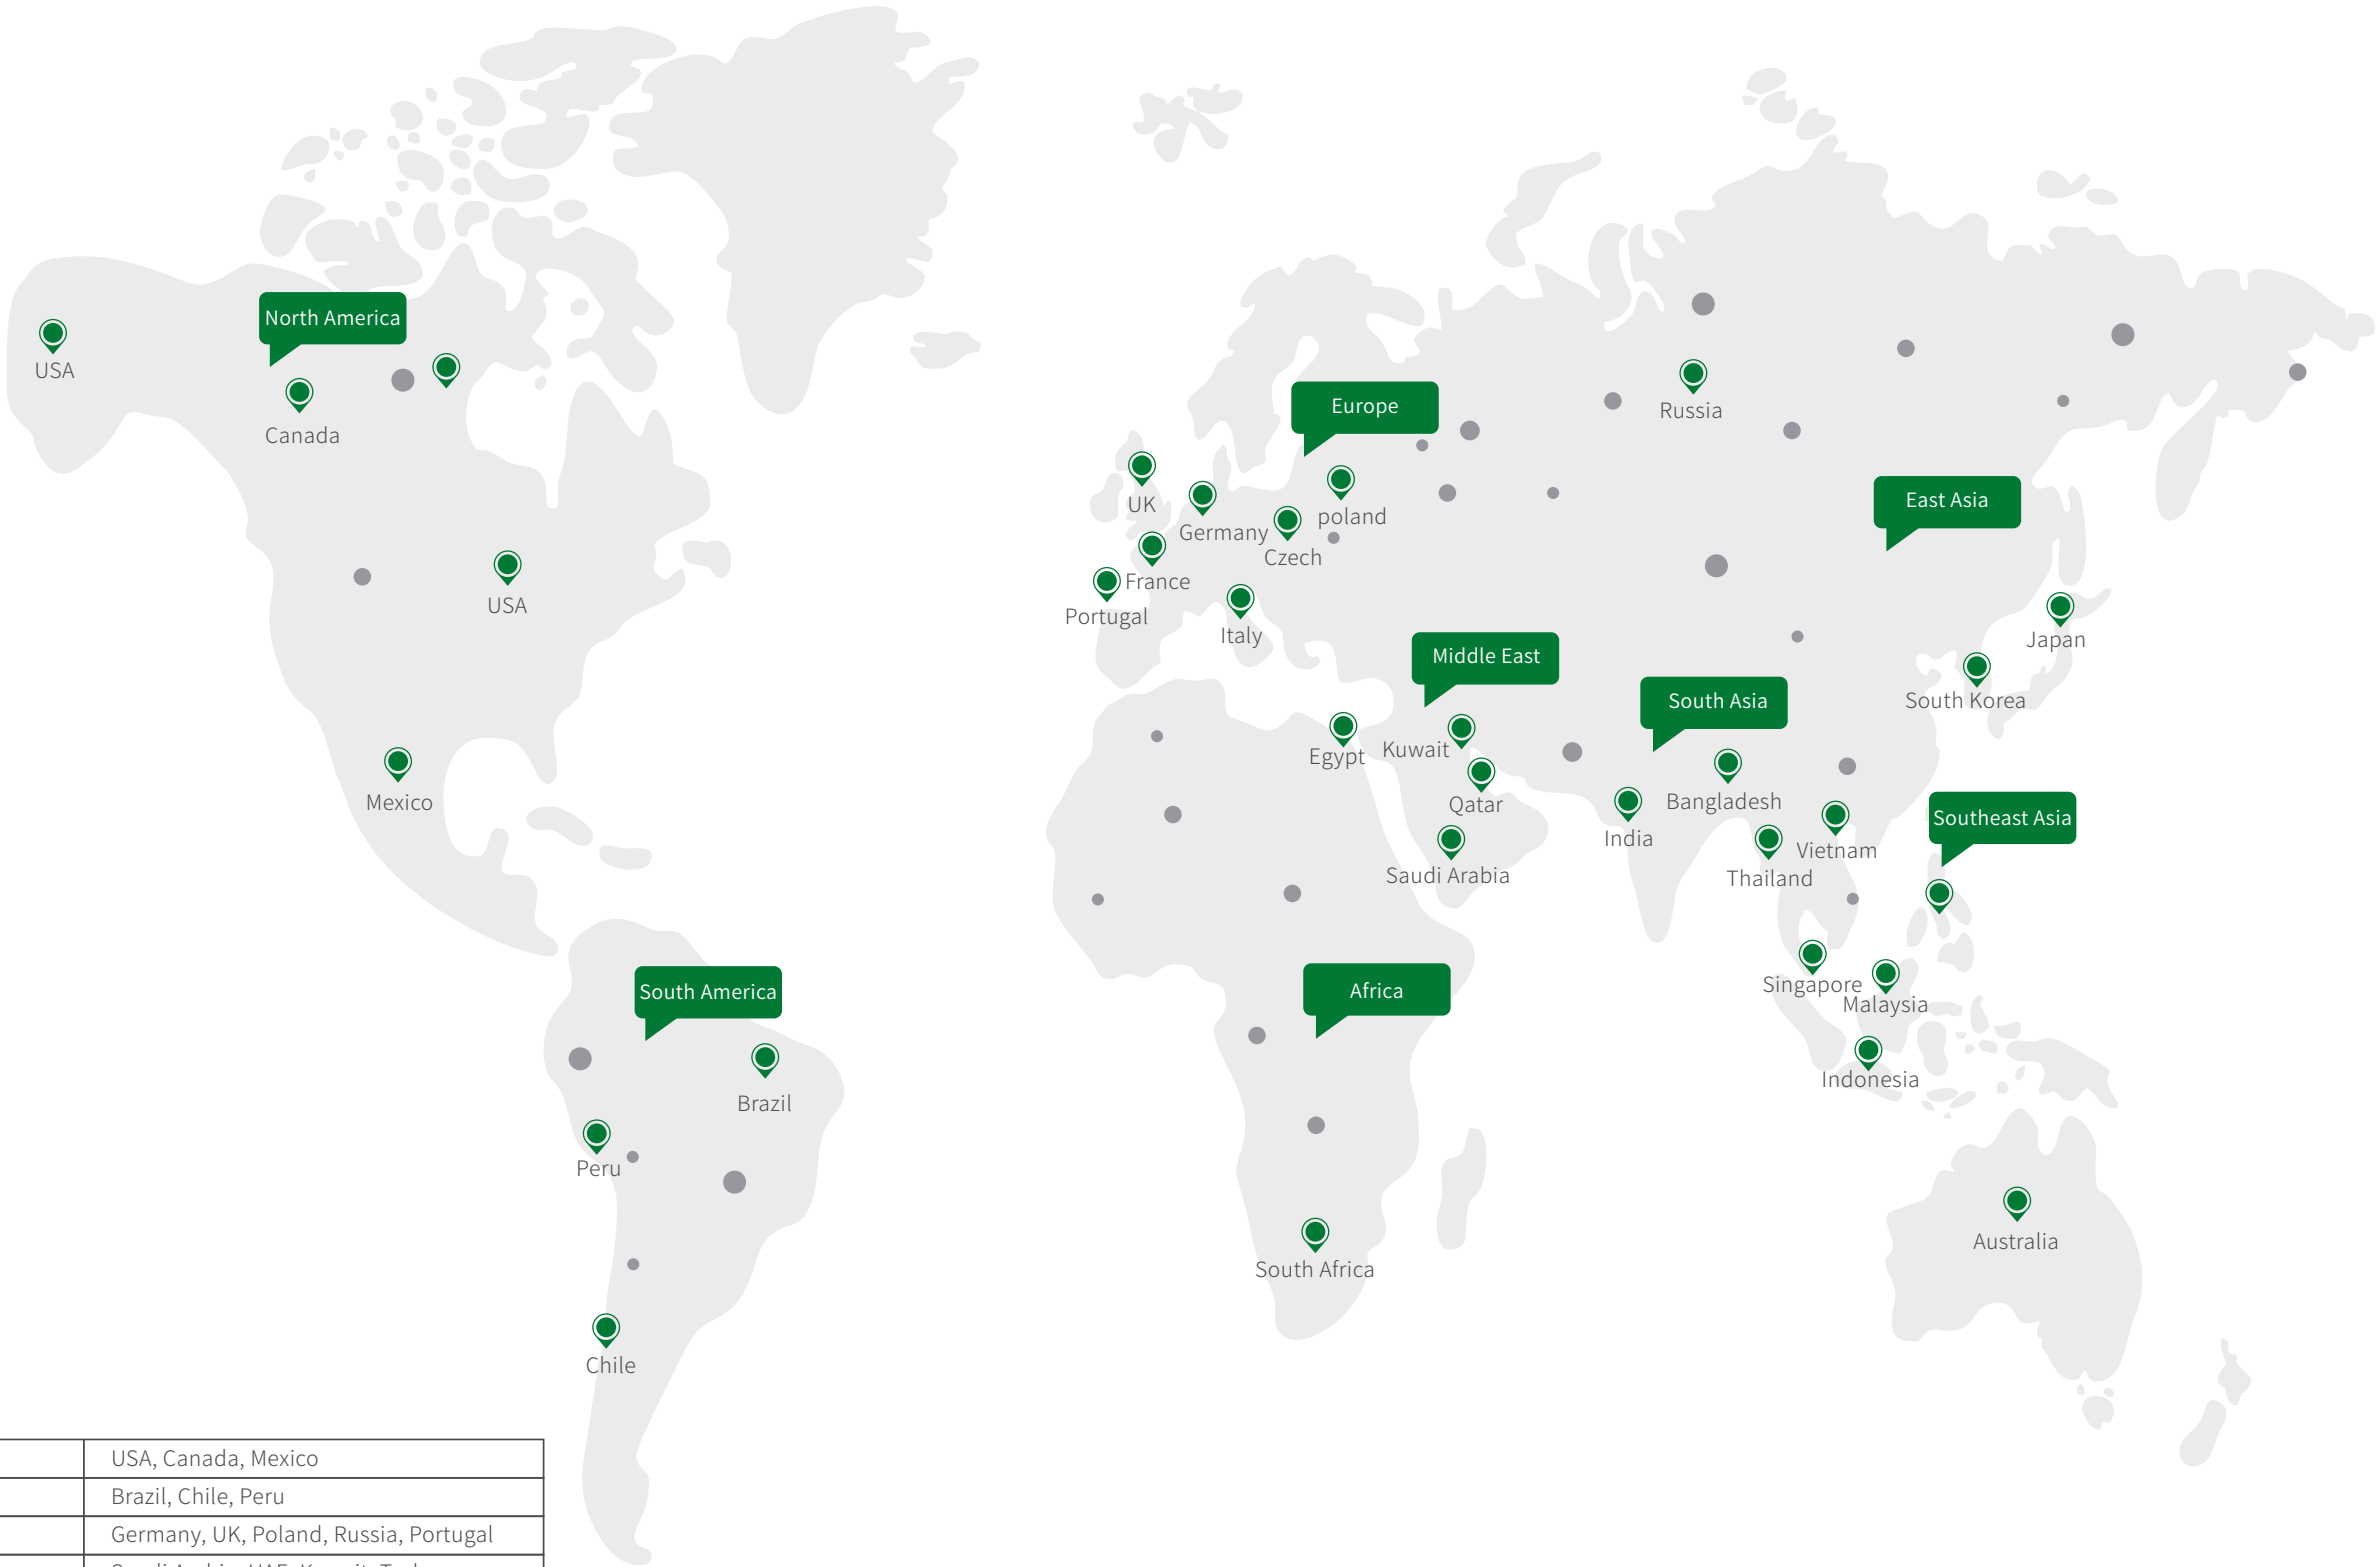 North America
USA
Canada
Europe
Russia
UK
poland
East Asia
Germany
Czech
France
USA
Portugal
Italy
Japan
Middle East
South Asia
South Korea
Egypt
Kuwait
Mexico
Qatar
Bangladesh
Southeast Asia
India
Vietnam
Saudi Arabia
Thailand
South America
Africa
Singapore
Malaysia
Indonesia
Brazil
Peru
Australia
South Africa
Chile
USA, Canada, Mexico
Brazil, Chile, Peru
Germany, UK, Poland, Russia, Portugal